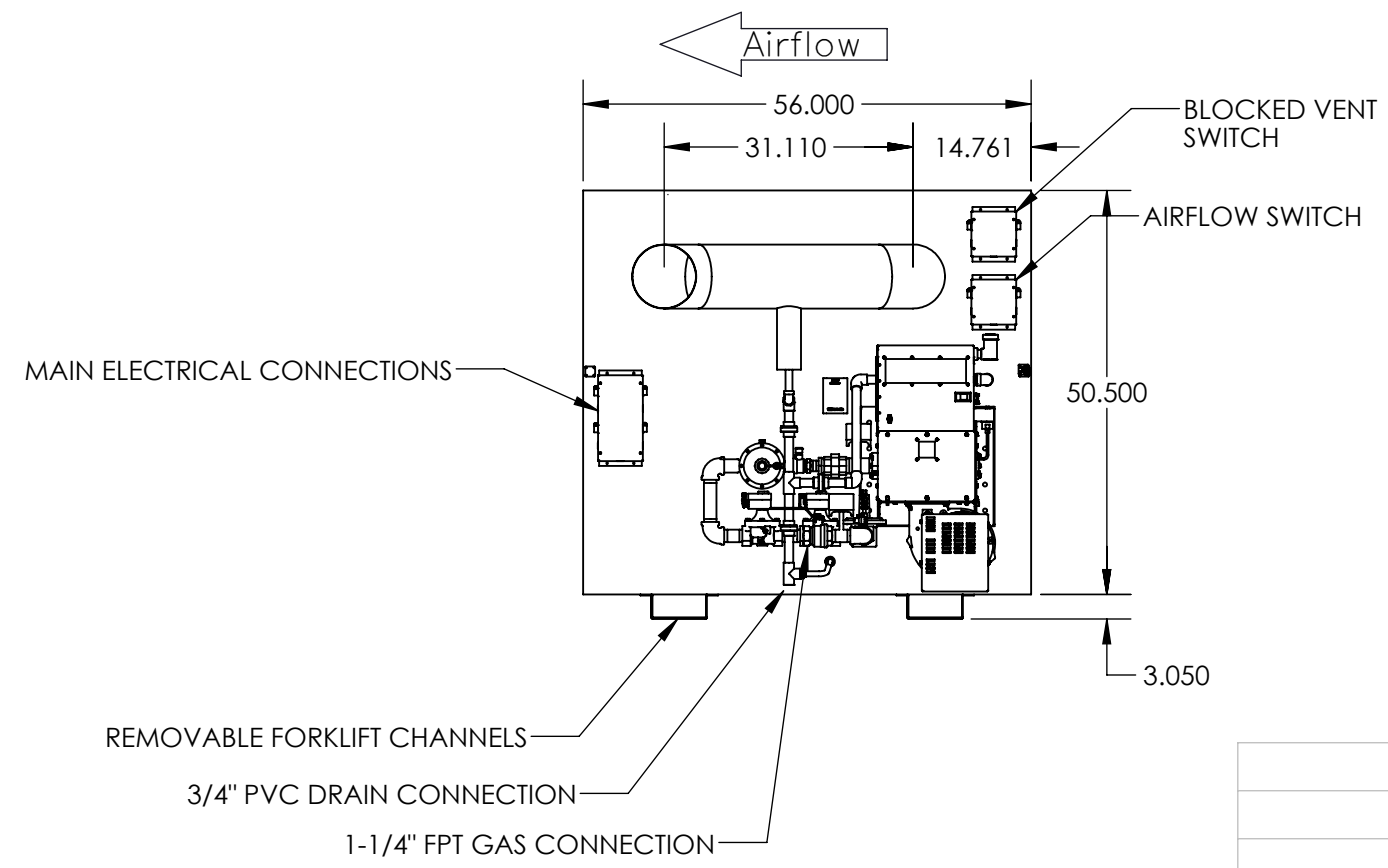 Airflow
56.000
31.110
14.761
BLOCKED VENT
SWITCH
AIRFLOW SWITCH
MAIN ELECTRICAL CONNECTIONS
50.500
3.050
REMOVABLE FORKLIFT CHANNELS
3/4" PVC DRAIN CONNECTION
1-1/4" FPT GAS CONNECTION